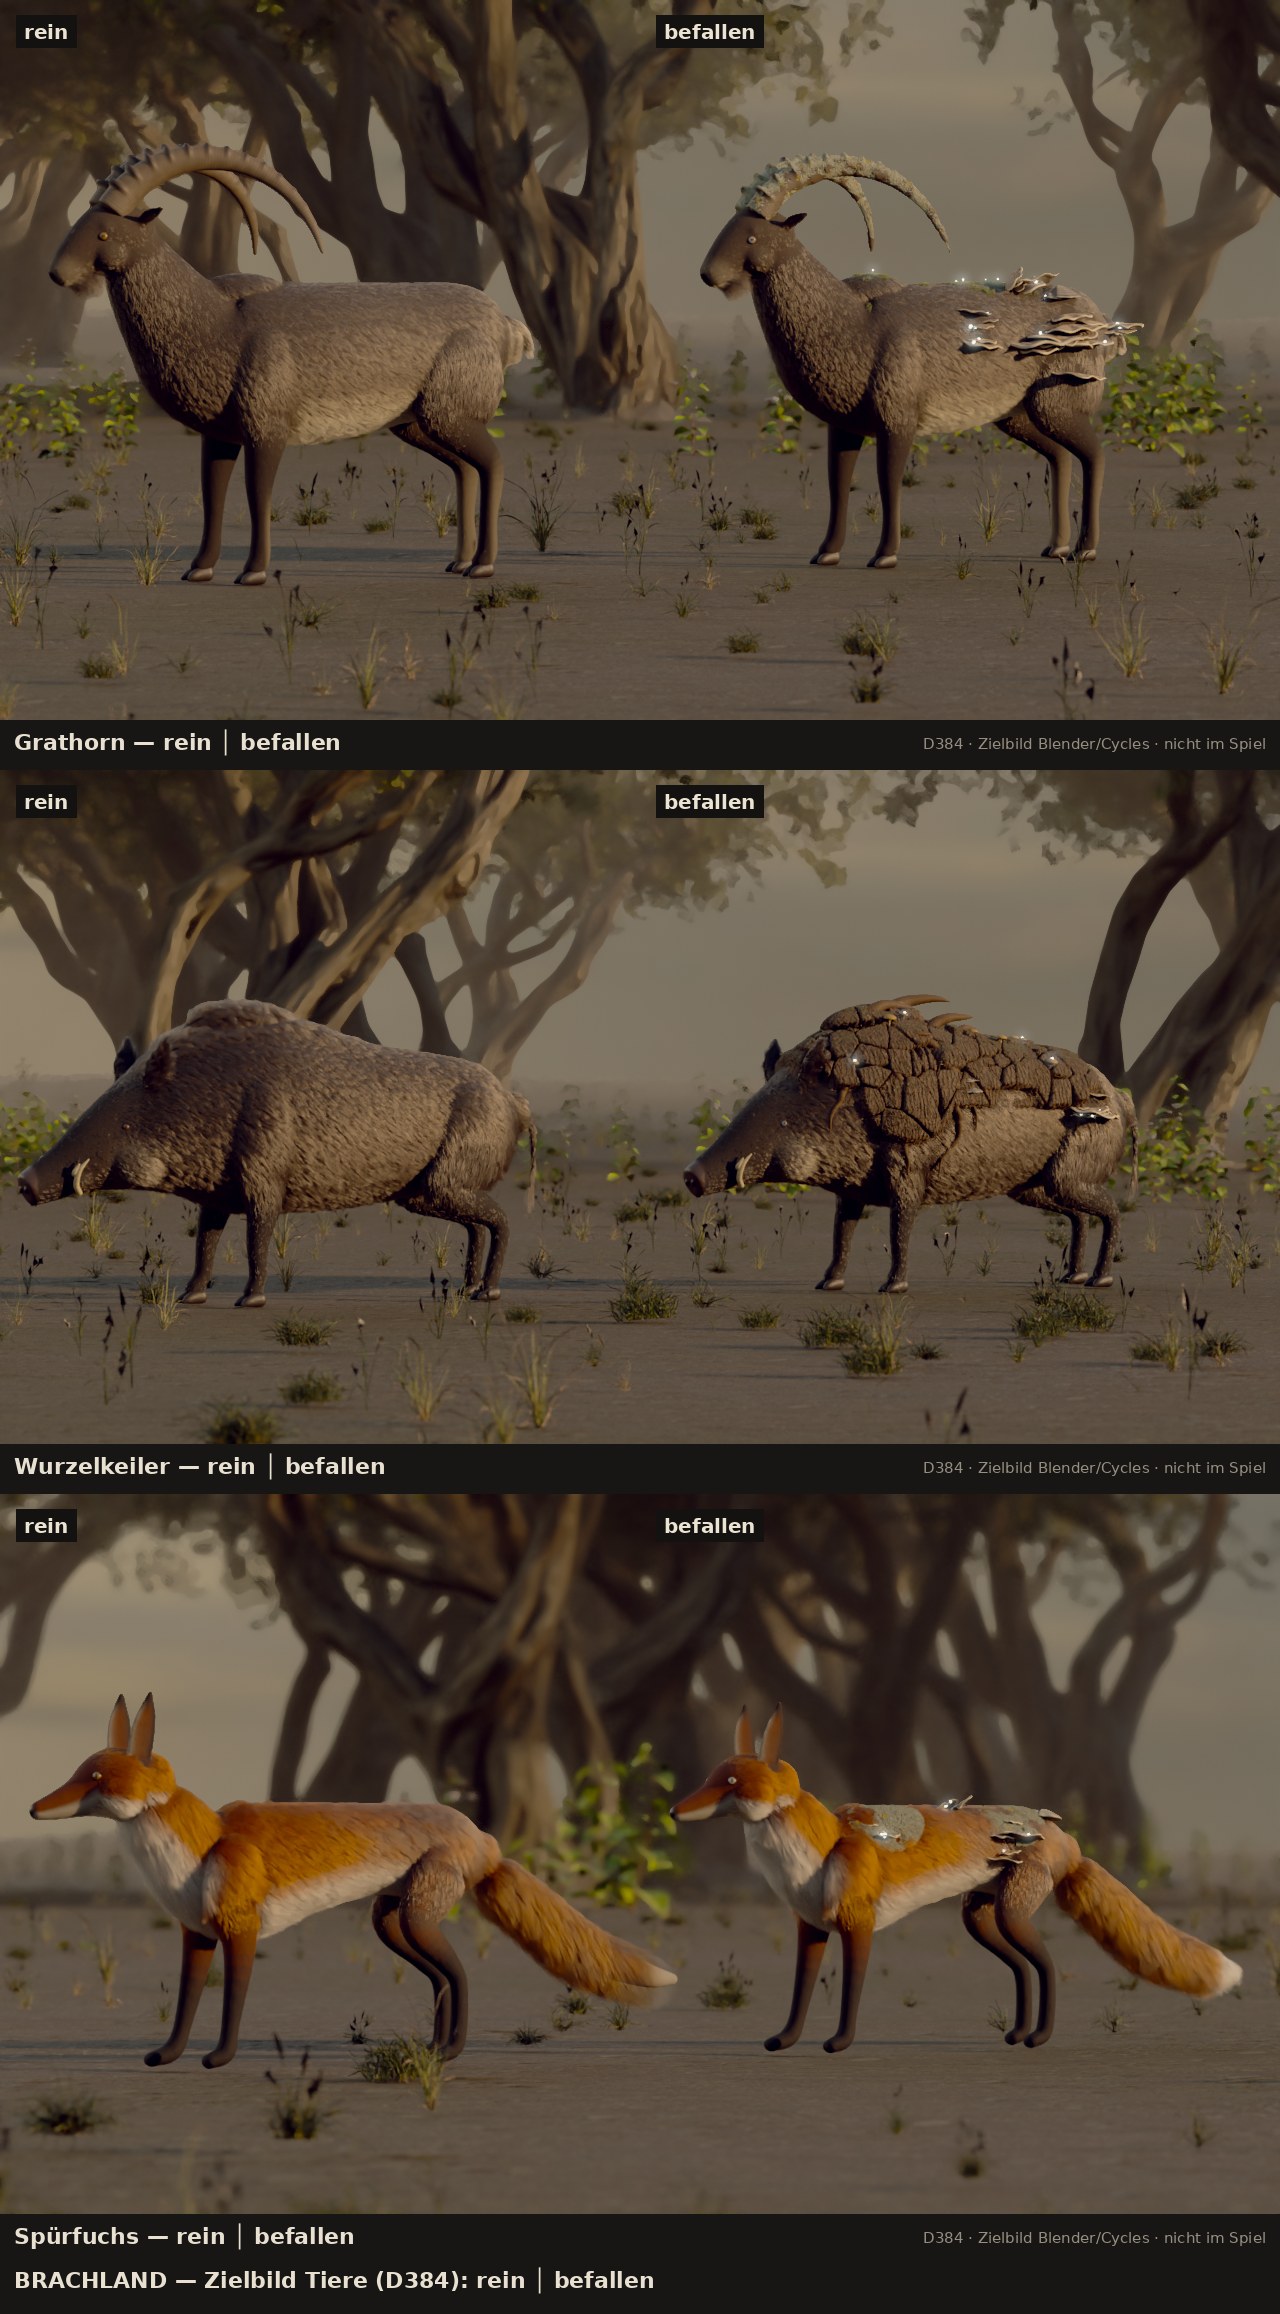 rein
befallen
Grathorn — rein │ befallen
D384 · Zielbild Blender/Cycles · nicht im Spiel
rein
befallen
Wurzelkeiler — rein │ befallen
D384 · Zielbild Blender/Cycles · nicht im Spiel
rein
befallen
Spürfuchs — rein │ befallen
D384 · Zielbild Blender/Cycles · nicht im Spiel
BRACHLAND — Zielbild Tiere (D384): rein │ befallen